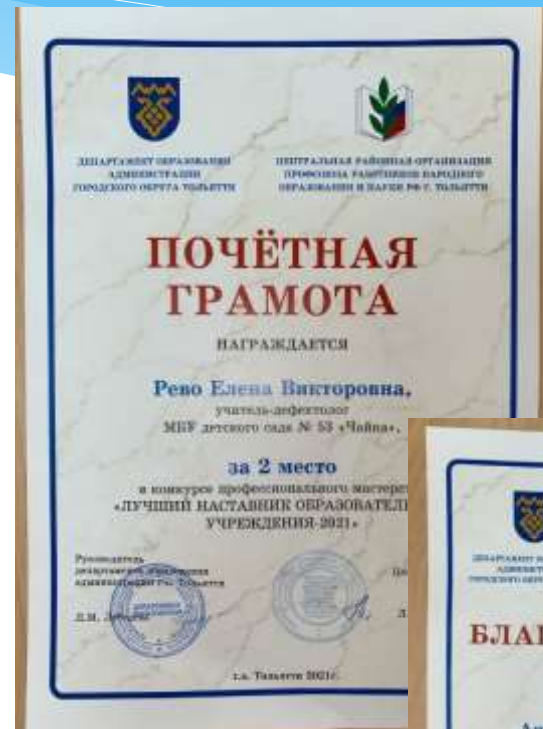 ДЕПАРТАМЕНТ ОБРАЗОВАНИЯ
АДМИНИСТРАЦИИ
ГОРОДСКОГО ОКРУГА ТОЛЬЯТТИ
ЦЕНТРАЛЬНАЯ РАЙОННАЯ ОРГАНИЗАЦИЯ
ПРОФСОЮЗА РАБОТНИКОВ НАРОДНОГО
ОБРАЗОВАНИЯ И НАУКИ РФ Г. ТОЛЬЯТТИ
ПОЧЁТНАЯ
ГРАМОТА
НАГРАЖДАЕТСЯ
Рево Елена Викторовна,
учитель-дефектолог
МБУ детского сада № 53 «Чайка»,
за 2 место
в конкурсе профессионального мастерст
«ЛУЧШИЙ НАСТАВНИК ОБРАЗОВАТЕЛЬ
УЧРЕЖДЕНИЯ-2021»
Руководитель
департамента образования
администрации г.о. Тольятти
Л.М.
г.о. Тольятти 2021г.
БЛАГ